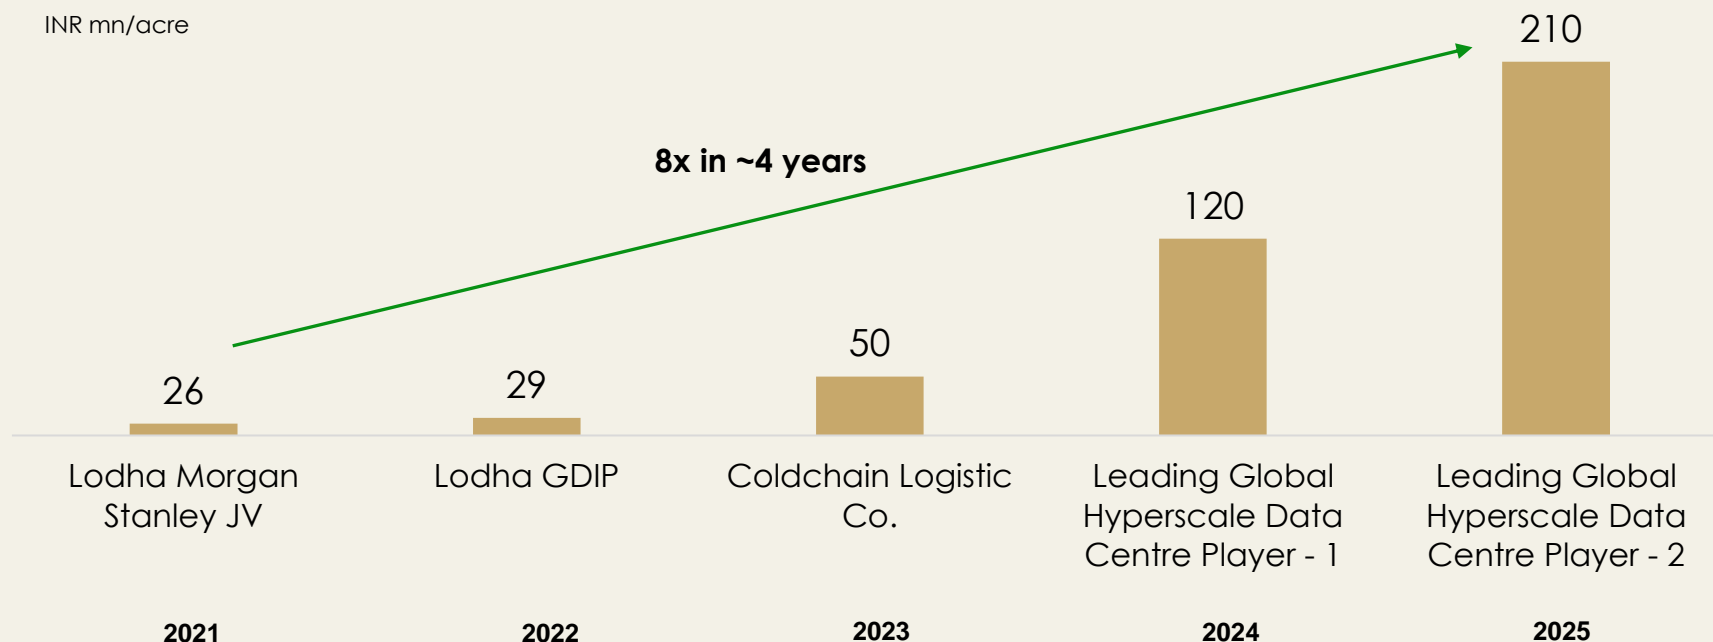 INR mn/acre
210
8x in ~4 years
120
50
26
29
Lodha Morgan
Stanley JV
Lodha GDIP
Coldchain Logistic
Co.
Leading Global
Hyperscale Data
Centre Player - 1
Leading Global
Hyperscale Data
Centre Player - 2
2021
2022
2023
2024
2025